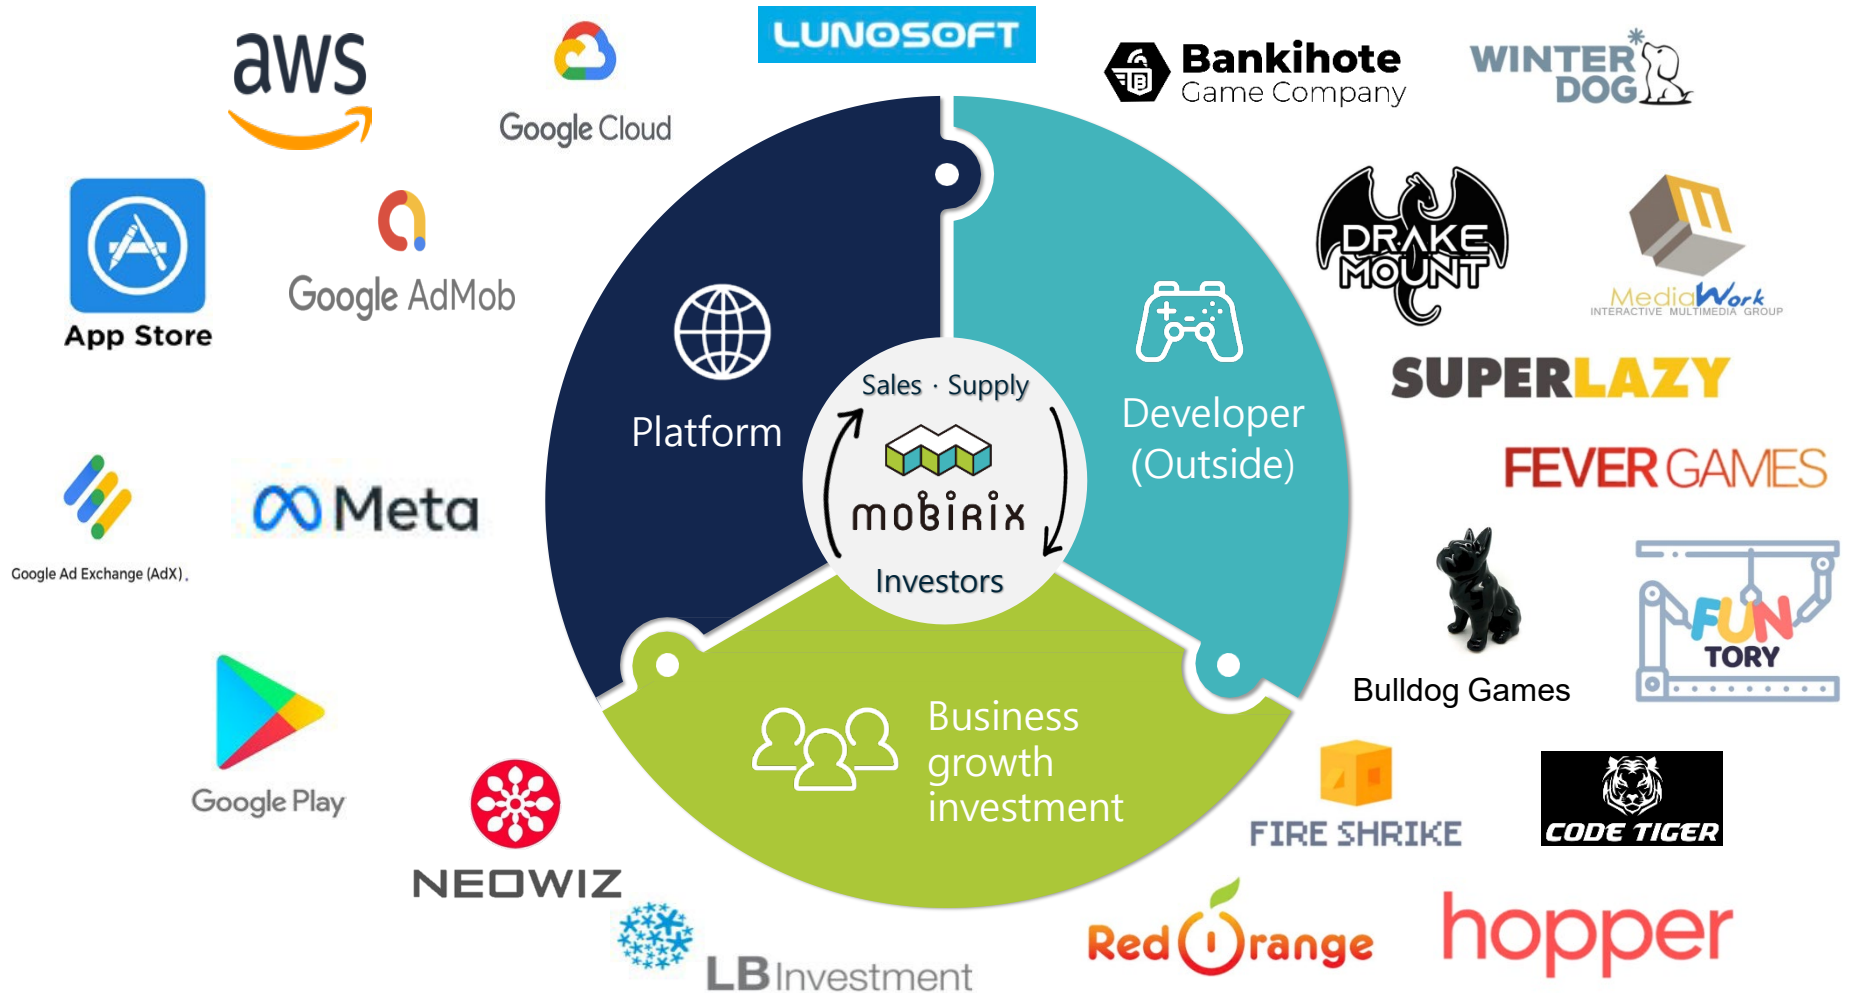 LUNOSOFT
aws
Google Cloud
Bankihote
Game Company
WINTER
DOG
App Store
Google AdMob
DRAKE
MOUNT
MediaWork
INTERACTIVE MULTIMEDIA GROUP
Platform
Developer
(Outside)
Sales · Supply
mobirix
Investors
SUPERLAZY
FEVER GAMES
Google Ad Exchange (AdX) .
Meta
Bulldog Games
FUN
TORY
Google Play
Business
growth
investment
NEOWIZ
FIRE SHRIKE
CODE TIGER
LB Investment
Red Orange
hopper